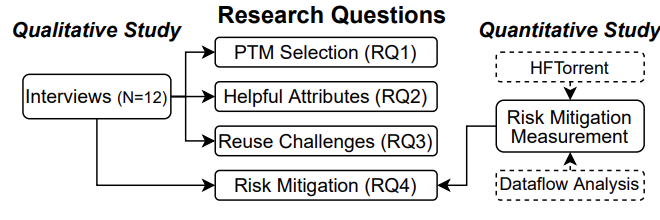 Research Questions
Qualitative Study
Quantitative Study
PTM Selection (RQ1)
HFTorrent
Interviews (N=12)
Helpful Attributes (RQ2)
Risk Mitigation
Measurement
Reuse Challenges (RQ3)
Risk Mitigation (RQ4)
Dataflow Analysis